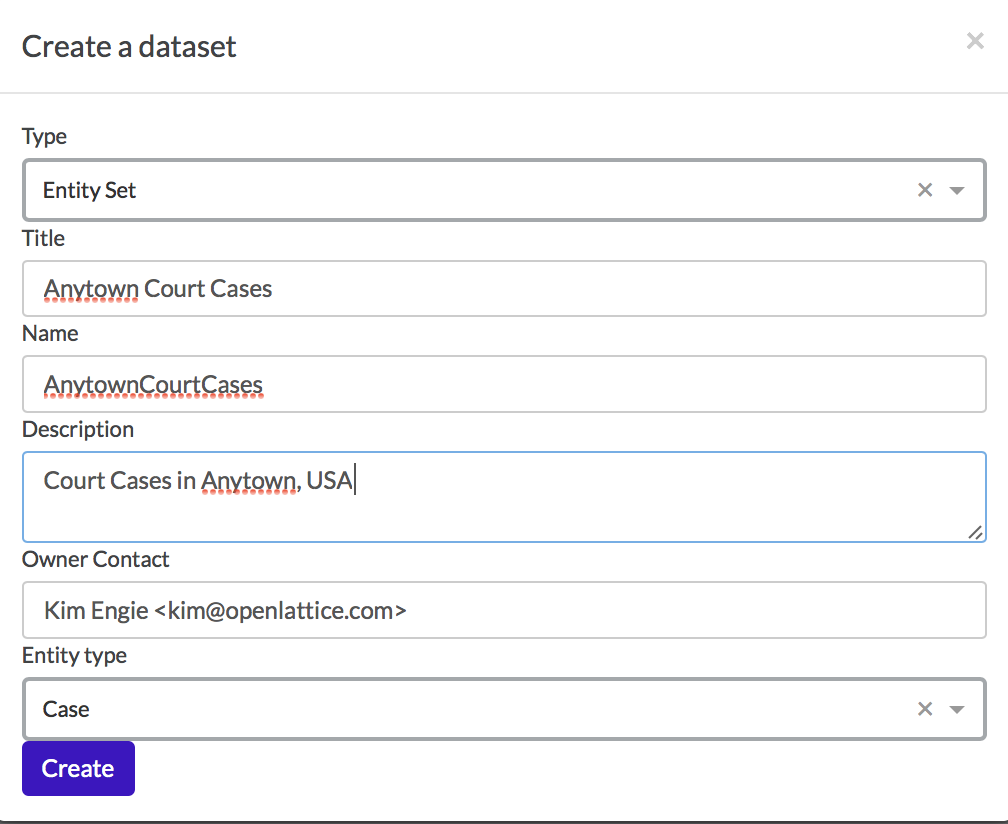 Create a dataset
Type
Entity Set
Title
Anytown Court Cases
Name
AnytownCourtCases
Description
Court Cases in Anytown, USA
Owner Contact
Kim Engie <kim@openlattice.com>
Entity type
Case
Create